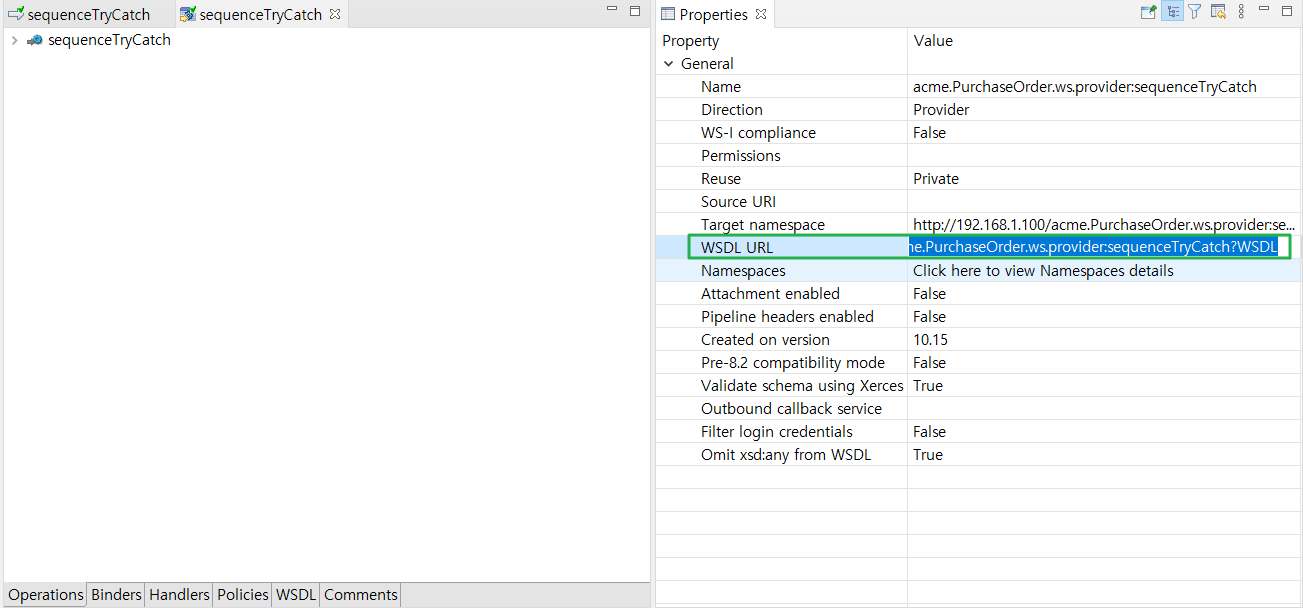 sequenceTryCatch
sequenceTryCatch
sequenceTryCatch
Operations Binders Handlers Policies WSDL Comments
Properties
Property Value
General
Name acme.PurchaseOrder.ws.provider:sequenceTryCatch
Direction Provider
WS-I compliance False
Permissions
Reuse Private
Source URI
Target namespace http://192.168.1.100/acme.PurchaseOrder.ws.provider:se...
WSDL URL ne.PurchaseOrder.ws.provider:sequenceTryCatch?WSDL
Namespaces Click here to view Namespaces details
Attachment enabled False
Pipeline headers enabled False
Created on version 10.15
Pre-8.2 compatibility mode False
Validate schema using Xerces True
Outbound callback service
Filter login credentials False
Omit xsd:any from WSDL True